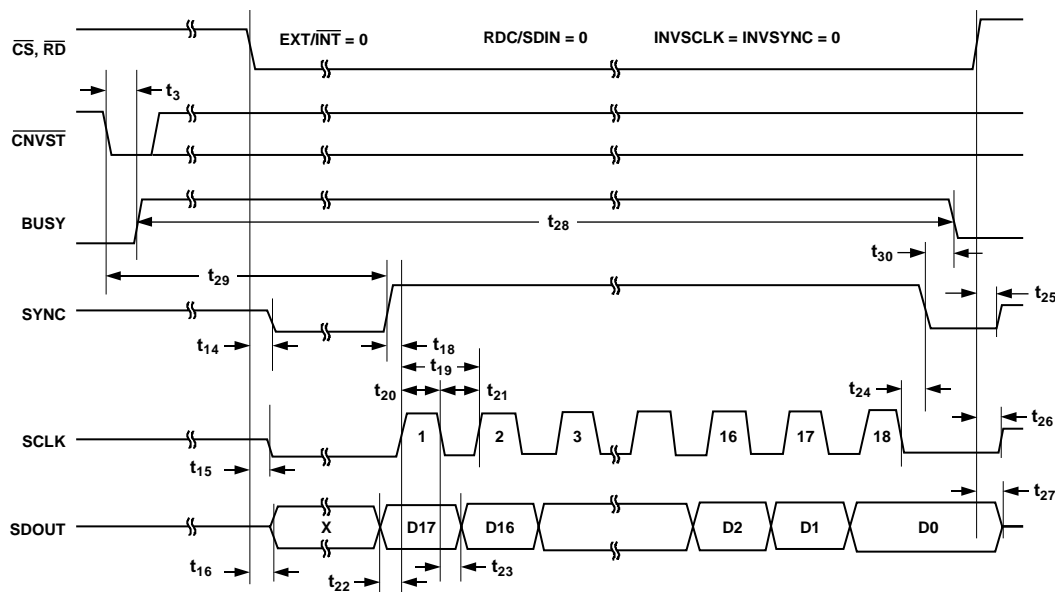 EXT/INT = 0 RDC/SDIN = 0 INVSCLK = INVSYNC = 0
CS, RD
t3
CNVST
BUSY
t28
t30
t29
t25
SYNC
t14
t18
t19
t20
t21
t24
t26
SCLK
1 2 3 16 17 18
t15
t27
SDOUT
X D17 D16 D2 D1 D0
t16
t22
t23